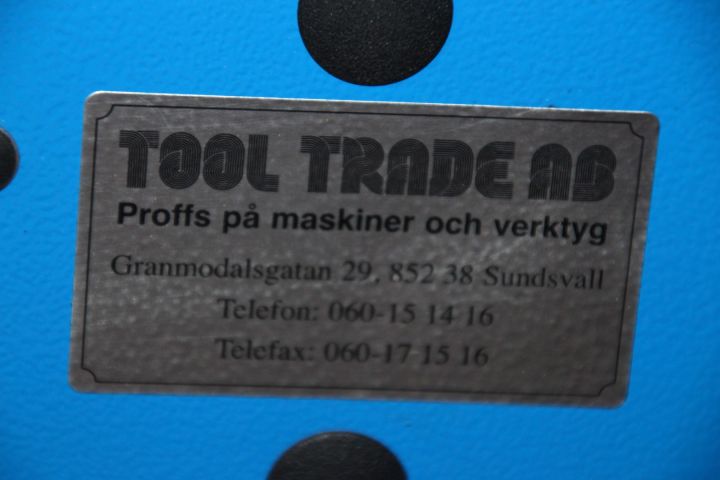 TOOL TRADE AB
Proffs på maskiner och verktyg
Granmodalsgatan 29, 852 38 Sundsvall
Telefon: 060-15 14 16
Telefax: 060-17 15 16